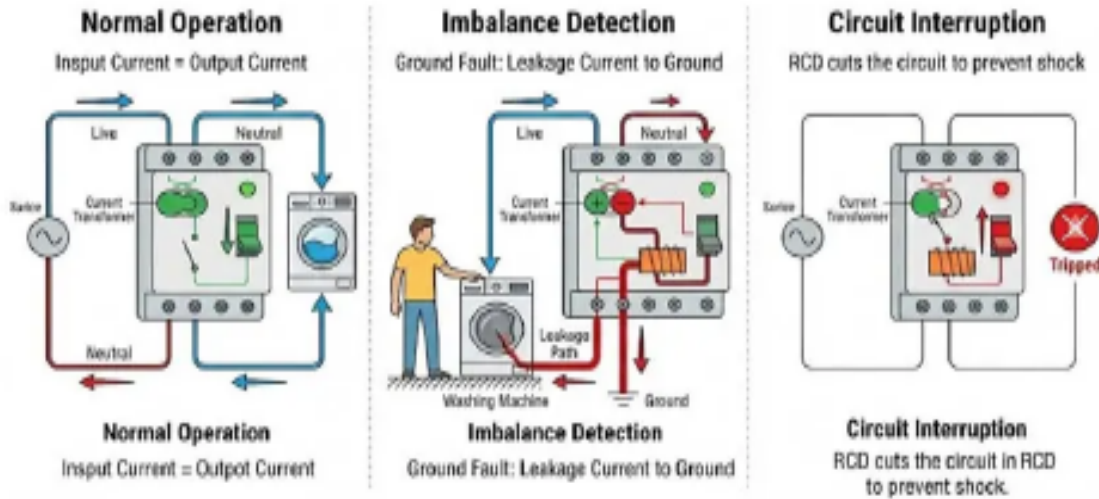 Normal Operation
Insput Current = Output Current
Live
Neutral
Current
Transformer
Neutral
Normal Operation
Insput Current = Outpot Current
Imbalance Detection
Ground Fault: Leakage Current to Ground
Live
Neutral
Current
Transformer
Leakage
Path
Washing Machine
Ground
Imbalance Detection
Ground Fault: Leakage Current to Ground
Circuit Interruption
RCD cuts the circuit to prevent shock
Current
Transformer
Tripped
Circuit Interruption
RCD cuts the circuit in RCD
to prevent shock.